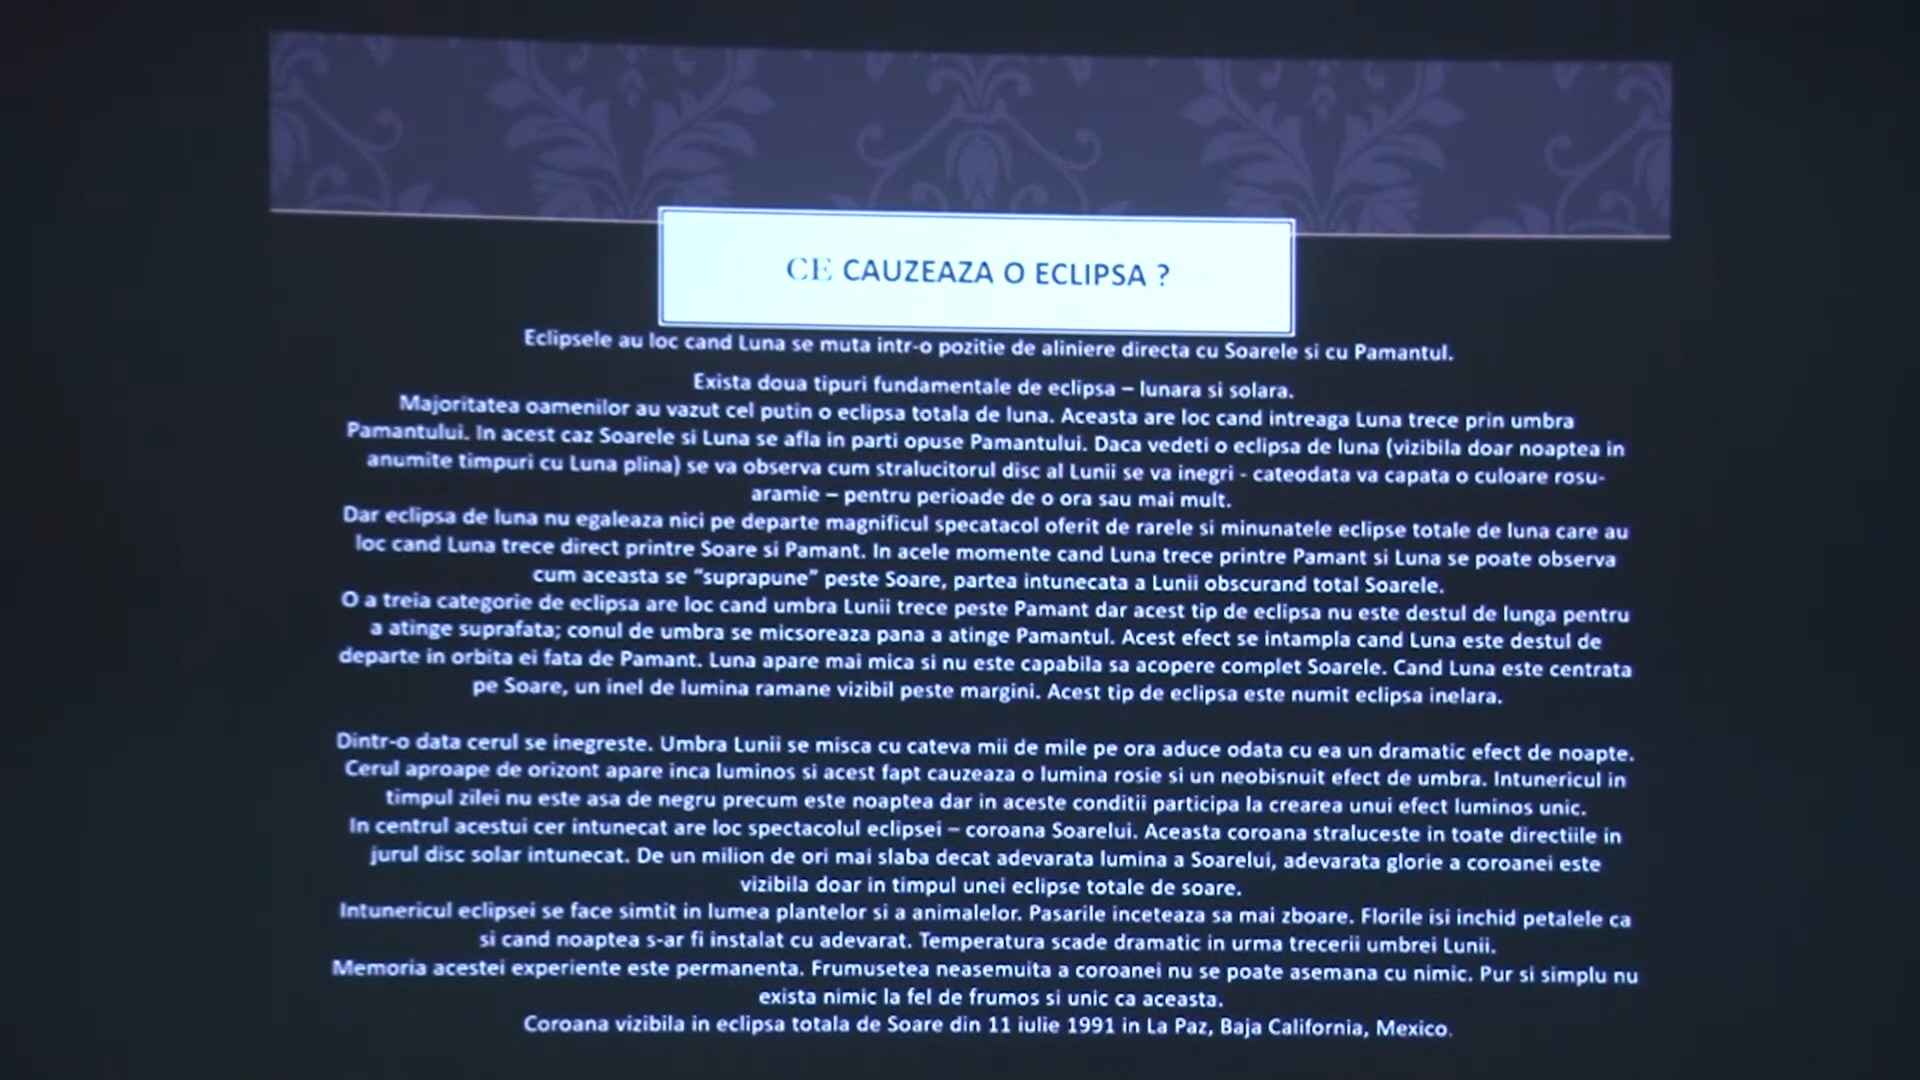 CE CAUZEAZA O ECLIPSA ?
Eclipsele au loc cand Luna se muta intr-o pozitie de aliniere directa cu Soarele si cu Pamantul.
Exista doua tipuri fundamentale de eclipsa – lunara si solara.
Majoritatea oamenilor au vazut cel putin o eclipsa totala de luna. Aceasta are loc cand intreaga Luna trece prin umbra
Pamantului. In acest caz Soarele si Luna se afla in parti opuse Pamantului. Daca vedeti o eclipsa de luna (vizibila doar noaptea in
anumite timpuri cu Luna plina) se va observa cum stralucitorul disc al Lunii se va inegri - cateodata va capata o culoare rosu-
aramie – pentru perioade de o ora sau mai mult.
Dar eclipsa de luna nu egaleaza nici pe departe magnificul specatacol oferit de rarele si minunatele eclipse totale de luna care au
loc cand Luna trece direct printre Soare si Pamant. In acele momente cand Luna trece printre Pamant si Luna se poate observa
cum aceasta se “suprapune” peste Soare, partea intunecata a Lunii obscurand total Soarele.
O a treia categorie de eclipsa are loc cand umbra Lunii trece peste Pamant dar acest tip de eclipsa nu este destul de lunga pentru
a atinge suprafata; conul de umbra se micsoreaza pana a atinge Pamantul. Acest efect se intampla cand Luna este destul de
departe in orbita ei fata de Pamant. Luna apare mai mica si nu este capabila sa acopere complet Soarele. Cand Luna este centrata
pe Soare, un inel de lumina ramane vizibil peste margini. Acest tip de eclipsa este numit eclipsa inelara.
Dintr-o data cerul se inegreste. Umbra Lunii se misca cu cateva mii de mile pe ora aduce odata cu ea un dramatic efect de noapte.
Cerul aproape de orizont apare inca luminos si acest fapt cauzeaza o lumina rosie si un neobisnuit efect de umbra. Intunericul in
timpul zilei nu este asa de negru precum este noaptea dar in aceste conditii participa la crearea unui efect luminos unic.
In centrul acestui cer intunecat are loc spectacolul eclipsei – coroana Soarelui. Aceasta coroana straluceste in toate directiile in
jurul disc solar intunecat. De un milion de ori mai slaba decat adevarata lumina a Soarelui, adevarata glorie a coroanei este
vizibila doar in timpul unei eclipse totale de soare.
Intunericul eclipsei se face simtit in lumea plantelor si a animalelor. Pasarile inceteaza sa mai zboare. Florile isi inchid petalele ca
si cand noaptea s-ar fi instalat cu adevarat. Temperatura scade dramatic in urma trecerii umbrei Lunii.
Memoria acestei experiente este permanenta. Frumusetea neasemuita a coroanei nu se poate asemana cu nimic. Pur si simplu nu
exista nimic la fel de frumos si unic ca aceasta.
Coroana vizibila in eclipsa totala de Soare din 11 iulie 1991 in La Paz, Baja California, Mexico.